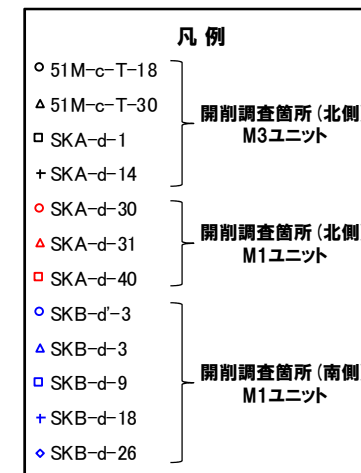 凡 例
51M-c-T-18
51M-c-T-30
SKA-d-1
SKA-d-14
開削調査箇所(北側
M3ユニット
SKA-d-30
SKA-d-31
SKA-d-40
開削調査箇所(北側
M1ユニット
SKB-d'-3
SKB-d-3
SKB-d-9
SKB-d-18
SKB-d-26
開削調査箇所(南側
M1ユニット